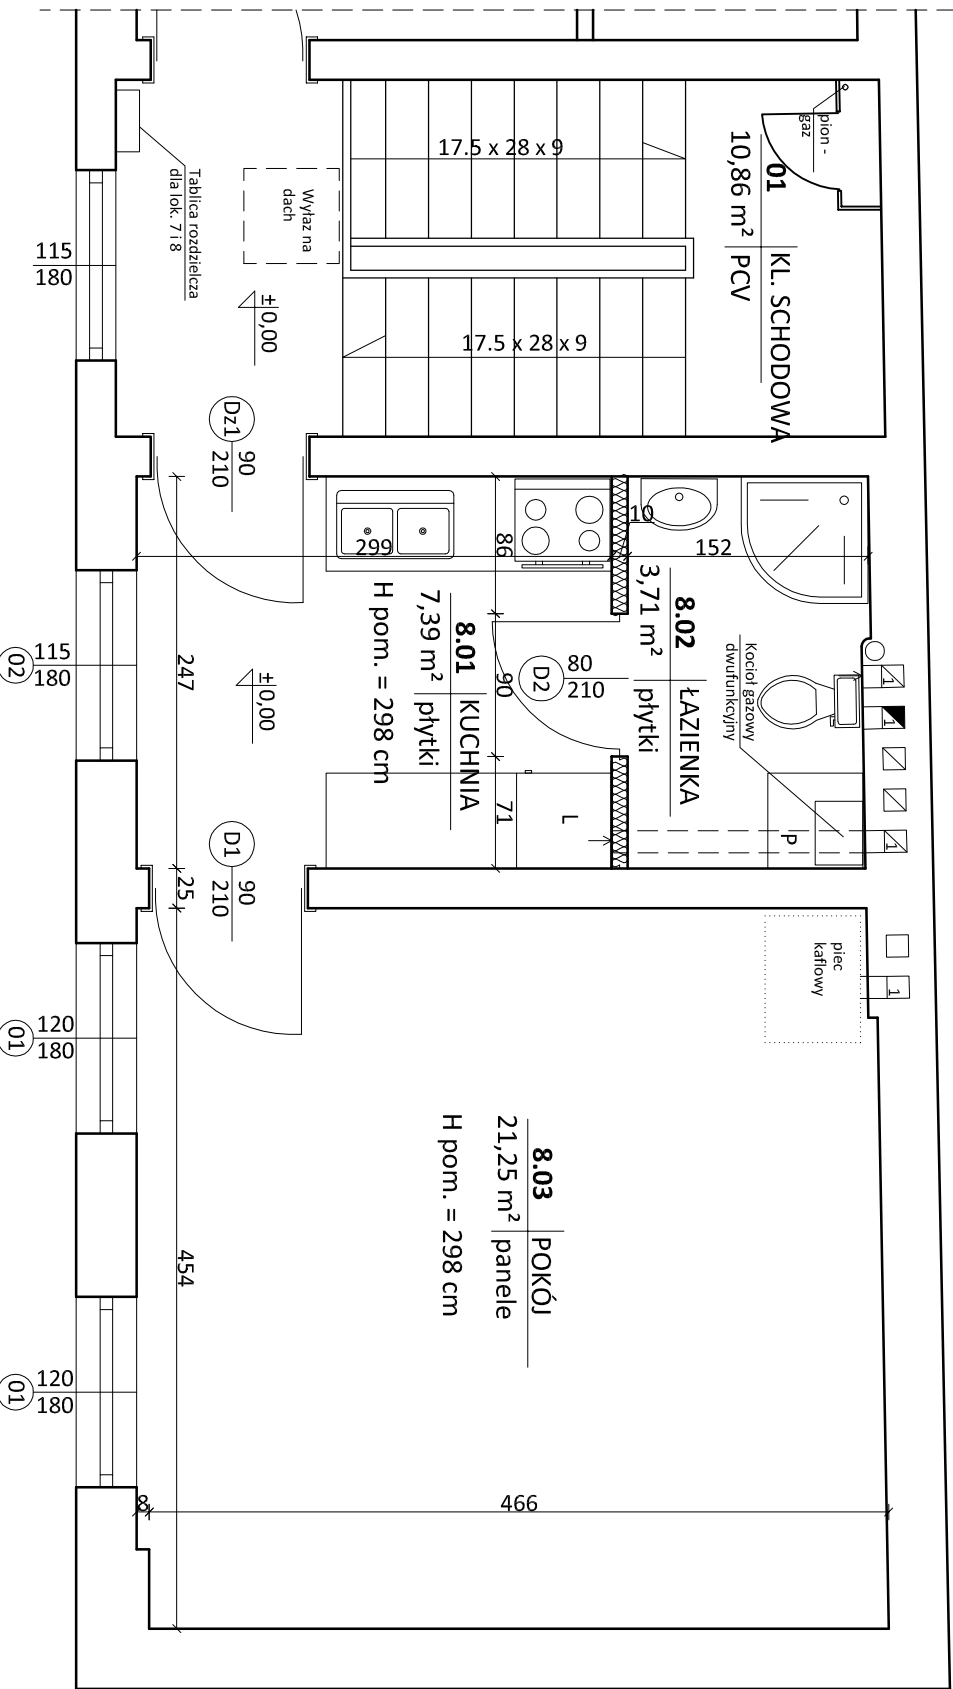 pion -
gaz
01
KL. SCHODOWA
10,86 m²
PCV
17.5 x 28 x 9
Wyłaz na
dach
Tablica rozdzielcza
dla lok. 7 i 8
115
180
±0,00
17.5 x 28 x 9
Dz1
90
210
299
86
10
152
8.02
ŁAZIENKA
3,71 m²
płytki
Kocioł gazowy
dwufunkcyjny
1
1
1
P
8.01
KUCHNIA
7,39 m²
płytki
H pom. = 298 cm
D2
80
210
90
71
L
±0,00
247
02
115
180
D1
90
210
25
piec
kaflowy
1
01
120
180
8.03
POKÓJ
21,25 m²
panele
H pom. = 298 cm
454
01
120
180
8
466